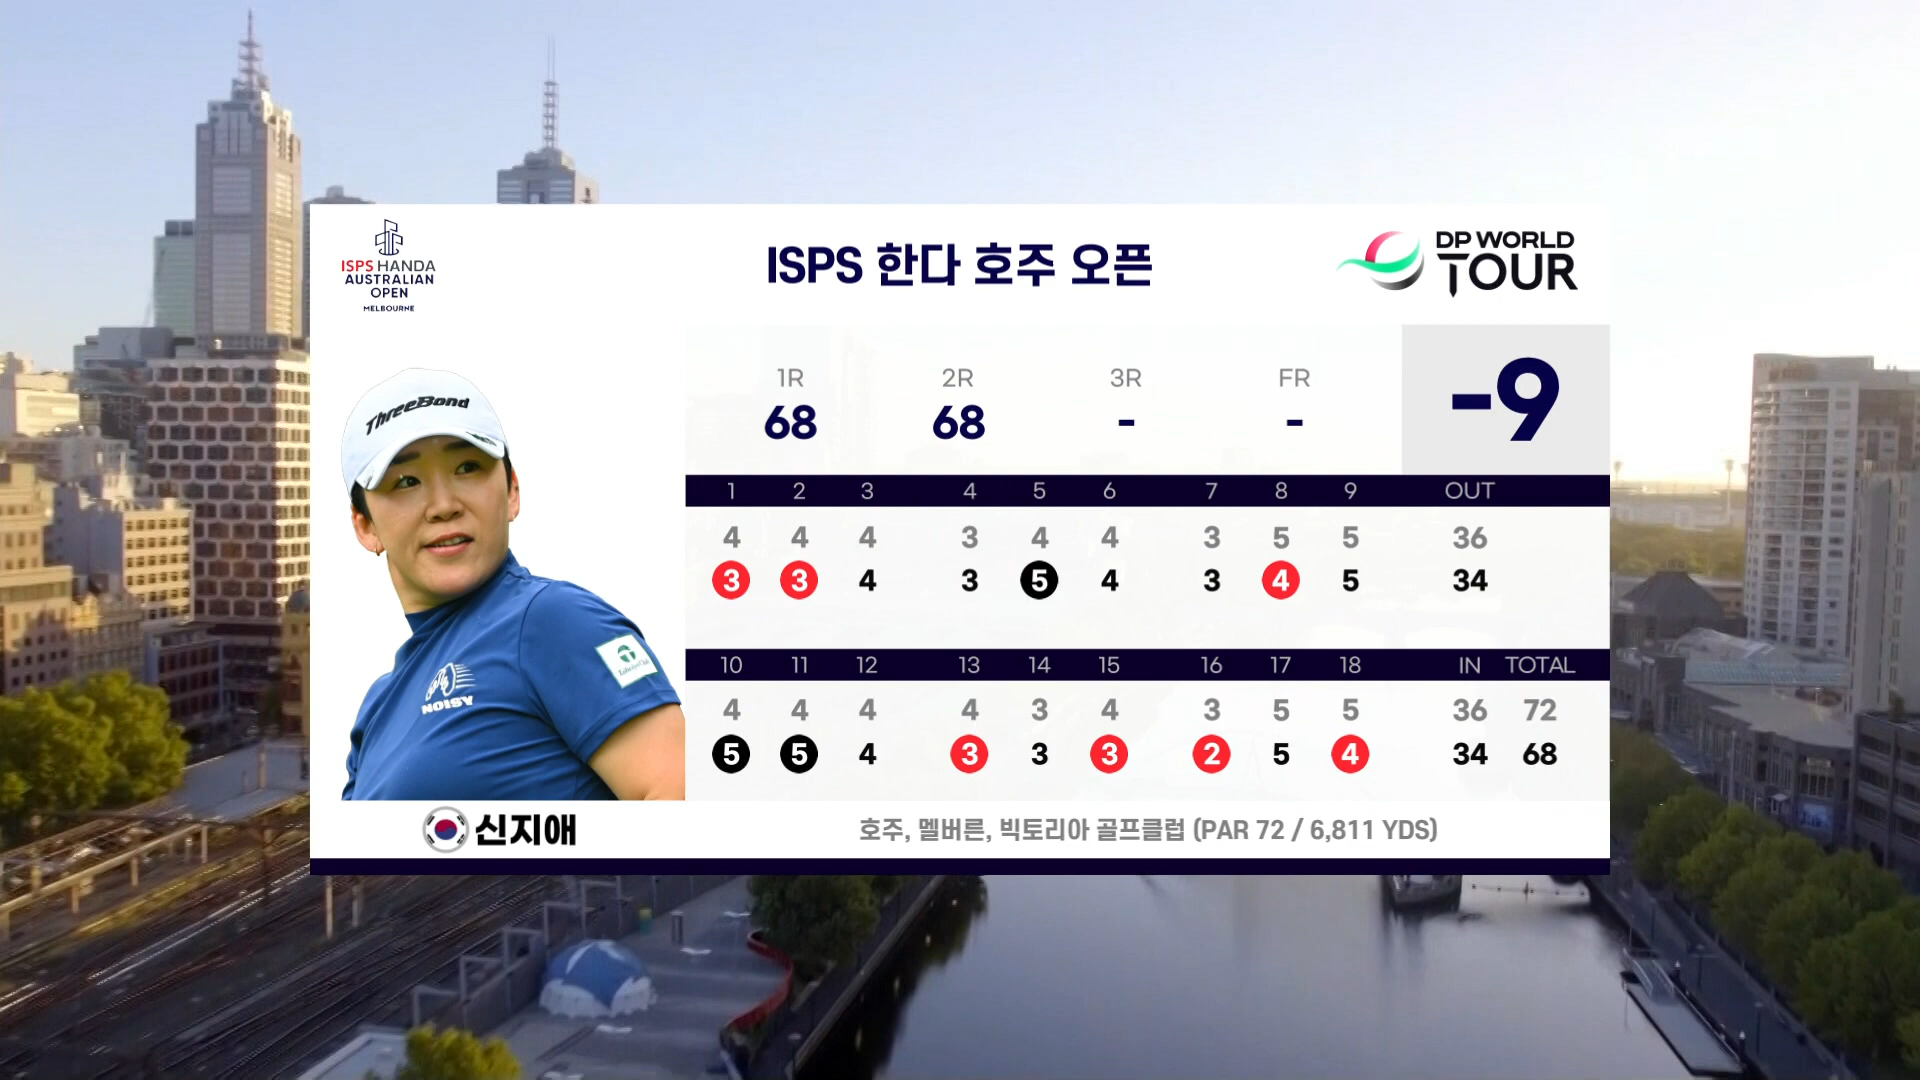 ISPS HANDA
AUSTRALIAN
OPEN
MELBOURNE
ISPS 한다 호주 오픈
DP WORLD
TOUR
1R 2R 3R FR
68 68 - -
-9
1 2 3 4 5 6 7 8 9 OUT
4 4 4 3 4 4 3 5 5 36
3 3 4 3 5 4 3 4 5 34
10 11 12 13 14 15 16 17 18 IN TOTAL
4 4 4 4 3 4 3 5 5 36 72
5 5 4 3 3 3 2 5 4 34 68
ThreeBond
NOISY
신지애
호주, 멜버른, 빅토리아 골프클럽 (PAR 72 / 6,811 YDS)